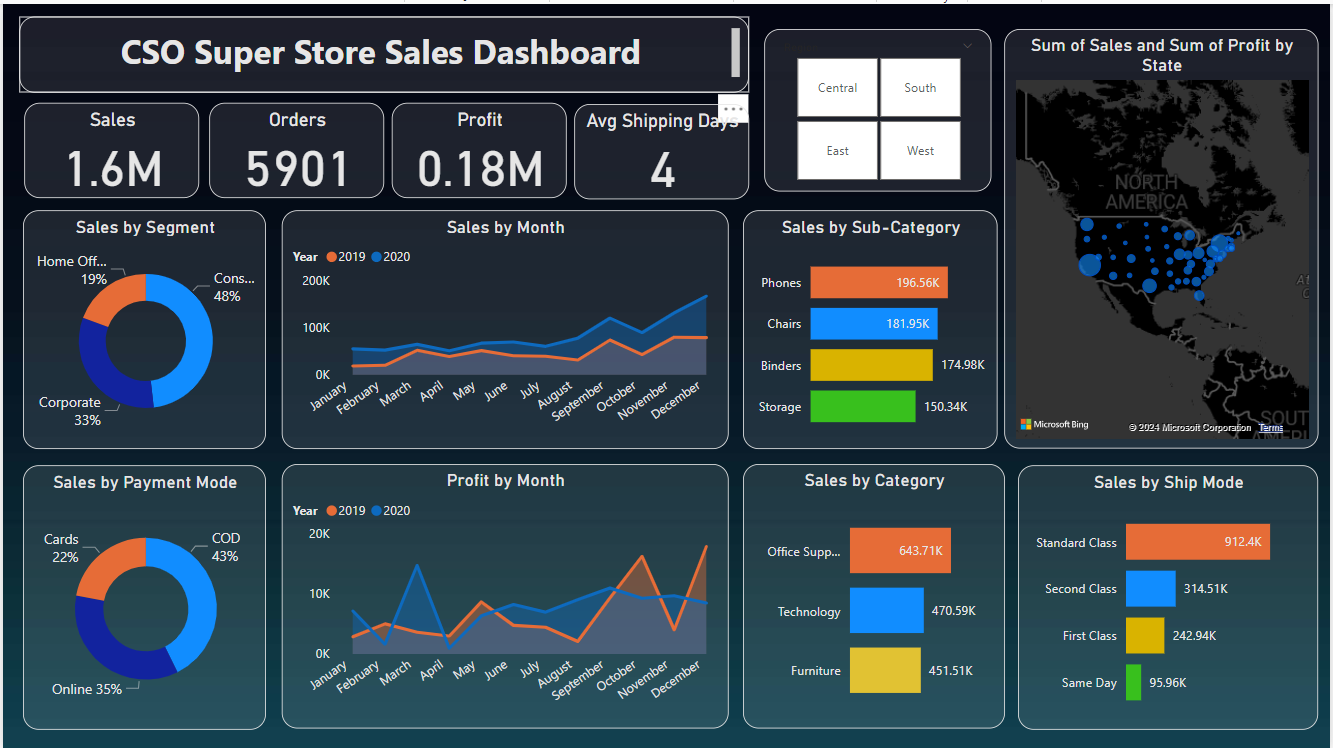 CSO Super Store Sales Dashboard
Sales
1.6M
Orders
5901
Profit
0.18M
Avg Shipping Days
4
Central
South
East
West
Sum of Sales and Sum of Profit by
State
NORTH
AMERICA
SOUT
Microsoft Bing
© 2024 Microsoft Corporation Terms
Sales by Segment
Home Off...
19%
Cons...
48%
Corporate
33%
Sales by Month
Year 2019 2020
200K
100K
0K
January
February
March
April
May
June
July
August
September
October
November
December
Sales by Sub-Category
Phones 196.56K
Chairs 181.95K
Binders 174.98K
Storage 150.34K
Sales by Payment Mode
Cards
22%
COD
43%
Online 35%
Profit by Month
Year 2019 2020
20K
10K
0K
January
February
March
April
May
June
July
August
September
October
November
December
Sales by Category
Office Supp... 643.71K
Technology 470.59K
Furniture 451.51K
Sales by Ship Mode
Standard Class 912.4K
Second Class 314.51K
First Class 242.94K
Same Day 95.96K